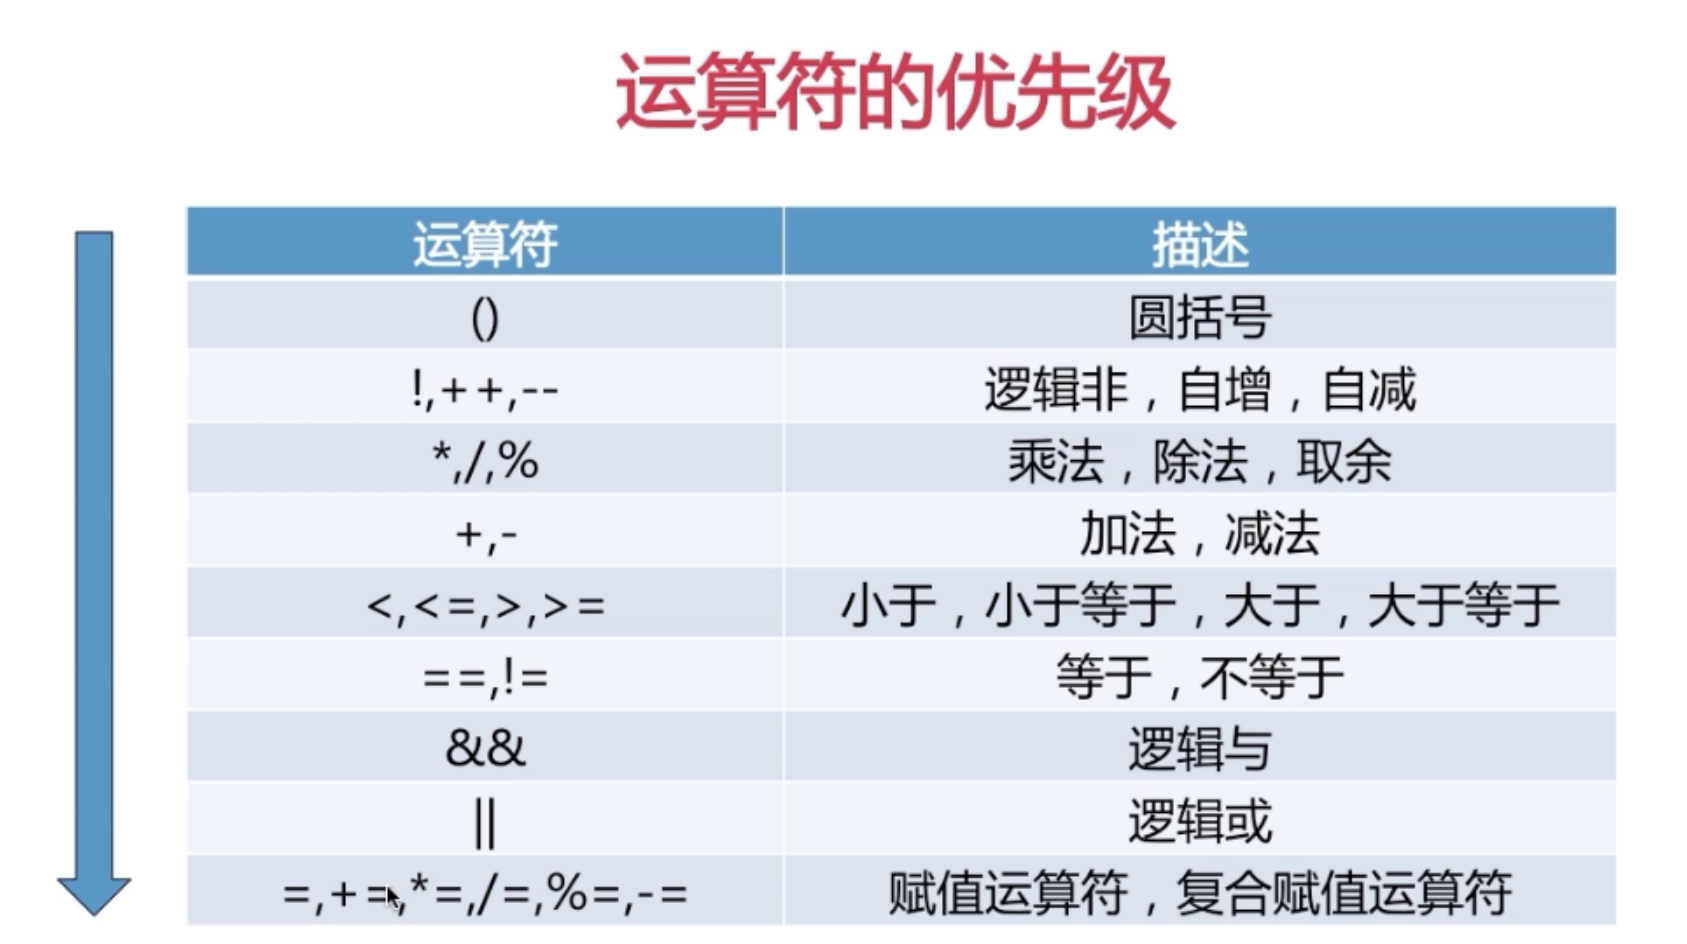 运算符的优先级
运算符 描述
() 圆括号
!,++,-- 逻辑非，自增，自减
*,/,% 乘法，除法，取余
+,- 加法，减法
<,<=,>,>= 小于，小于等于，大于，大于等于
==,!= 等于，不等于
&& 逻辑与
|| 逻辑或
=,+=,*=,/=,%=,-= 赋值运算符，复合赋值运算符